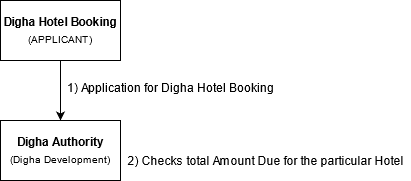 Digha Hotel Booking
(APPLICANT)
1) Application for Digha Hotel Booking
Digha Authority
(Digha Development)
2) Checks total Amount Due for the particular Hotel